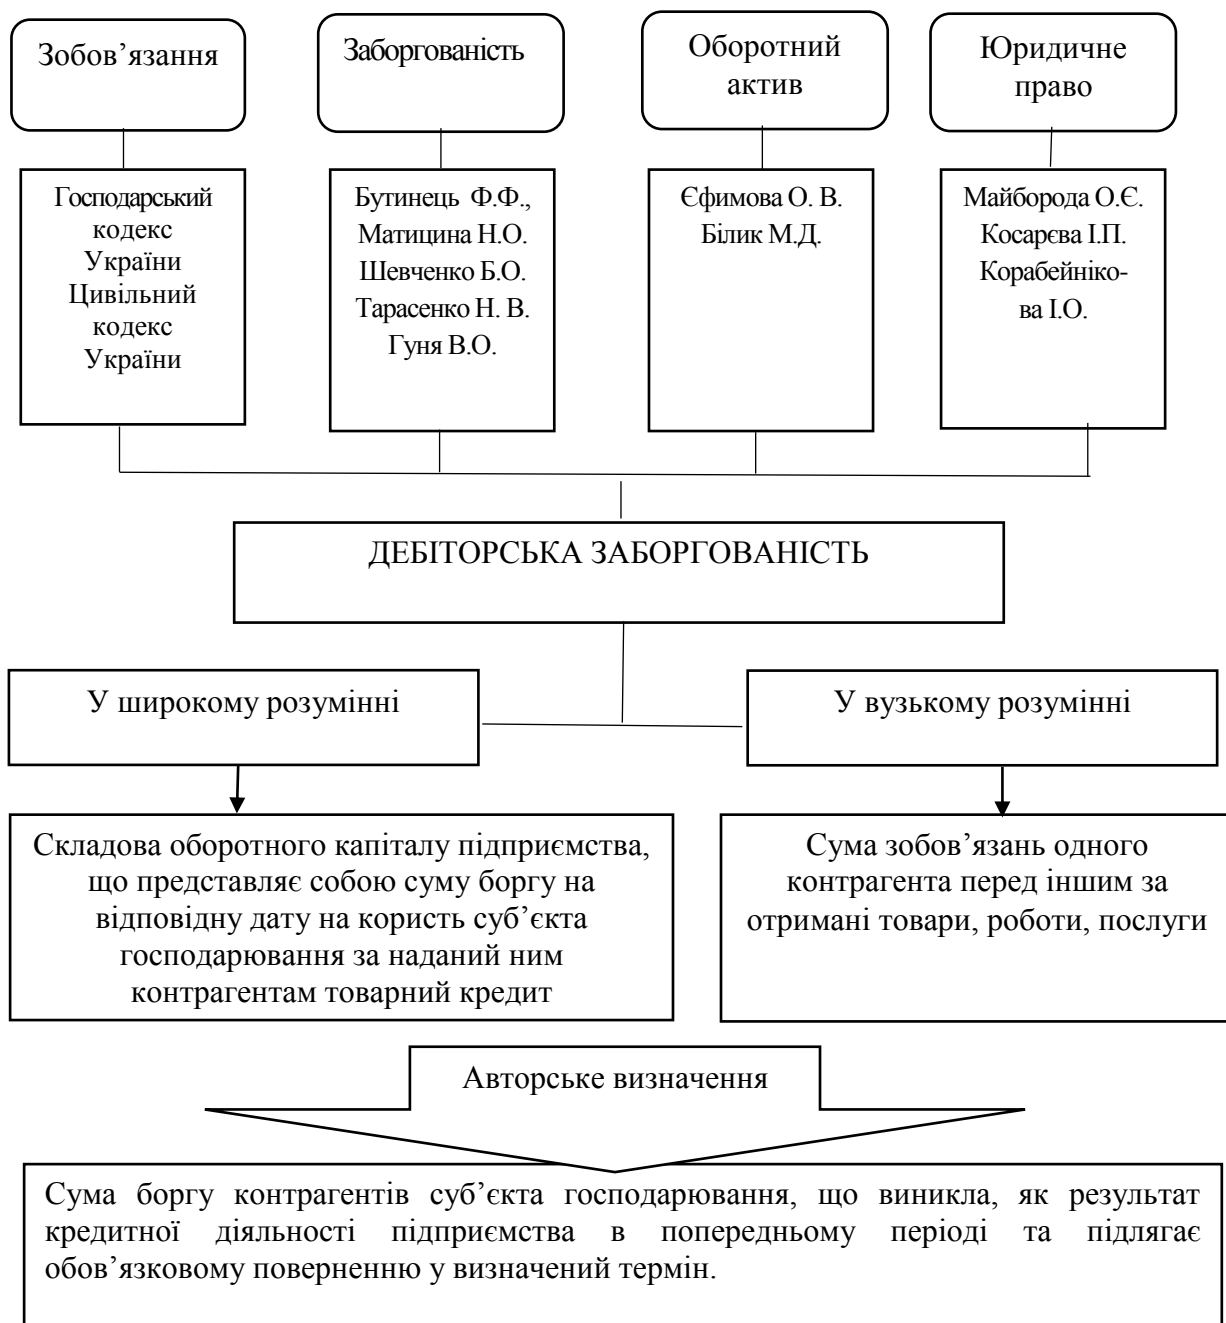 Зобов’язання
Заборгованість
Оборотний
актив
Юридичне
право
Господарський
кодекс
України
Цивільний
кодекс
України
Бутинець Ф.Ф.,
Матицина Н.О.
Шевченко Б.О.
Тарасенко Н. В.
Гуня В.О.
Єфимова О. В.
Білик М.Д.
Майборода О.Є.
Косарєва І.П.
Корабейніко-
ва І.О.
ДЕБІТОРСЬКА ЗАБОРГОВАНІСТЬ
У широкому розумінні
У вузькому розумінні
Складова оборотного капіталу підприємства,
що представляє собою суму боргу на
відповідну дату на користь суб’єкта
господарювання за наданий ним
контрагентам товарний кредит
Сума зобов’язань одного
контрагента перед іншим за
отримані товари, роботи, послуги
Авторське визначення
Сума боргу контрагентів суб’єкта господарювання, що виникла, як результат
кредитної діяльності підприємства в попередньому періоді та підлягає
обов’язковому поверненню у визначений термін.